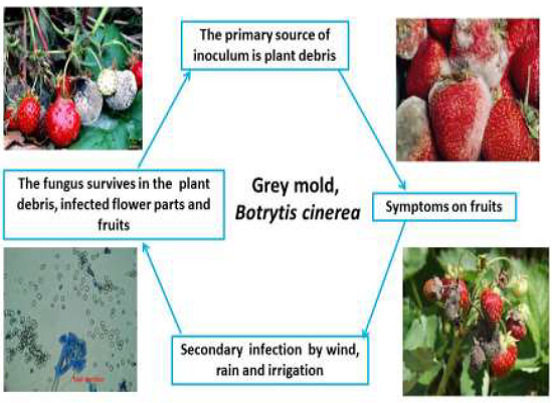 The primary source of
inoculum is plant debris
The fungus survives in the plant
debris, infected flower parts and
fruits
Grey mold,
Botrytis cinerea
Symptoms on fruits
Secondary infection by wind,
rain and irrigation